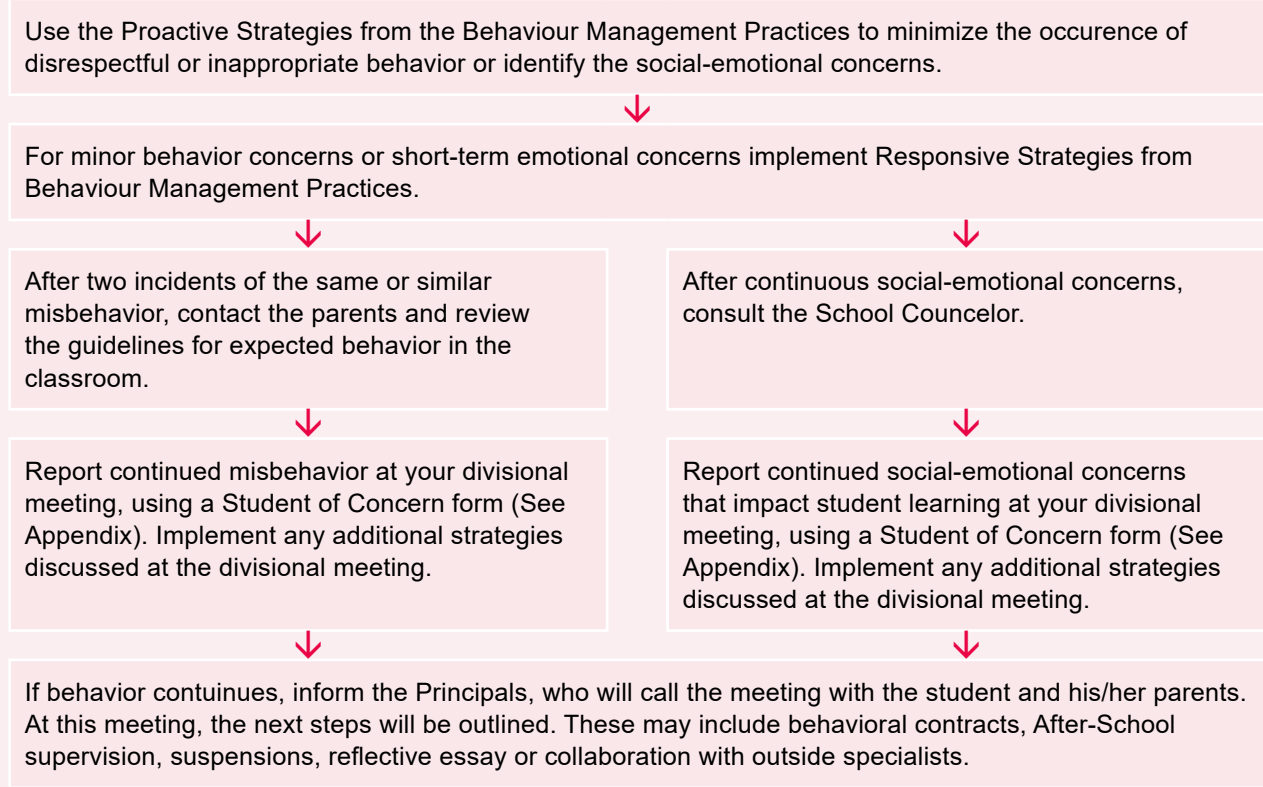 Use the Proactive Strategies from the Behaviour Management Practices to minimize the occurence of
disrespectful or inappropriate behavior or identify the social-emotional concerns.
For minor behavior concerns or short-term emotional concerns implement Responsive Strategies from
Behaviour Management Practices.
After two incidents of the same or similar
misbehavior, contact the parents and review
the guidelines for expected behavior in the
classroom.
After continuous social-emotional concerns,
consult the School Councelor.
Report continued misbehavior at your divisional
meeting, using a Student of Concern form (See
Appendix). Implement any additional strategies
discussed at the divisional meeting.
Report continued social-emotional concerns
that impact student learning at your divisional
meeting, using a Student of Concern form (See
Appendix). Implement any additional strategies
discussed at the divisional meeting.
If behavior contuinues, inform the Principals, who will call the meeting with the student and his/her parents.
At this meeting, the next steps will be outlined. These may include behavioral contracts, After-School
supervision, suspensions, reflective essay or collaboration with outside specialists.